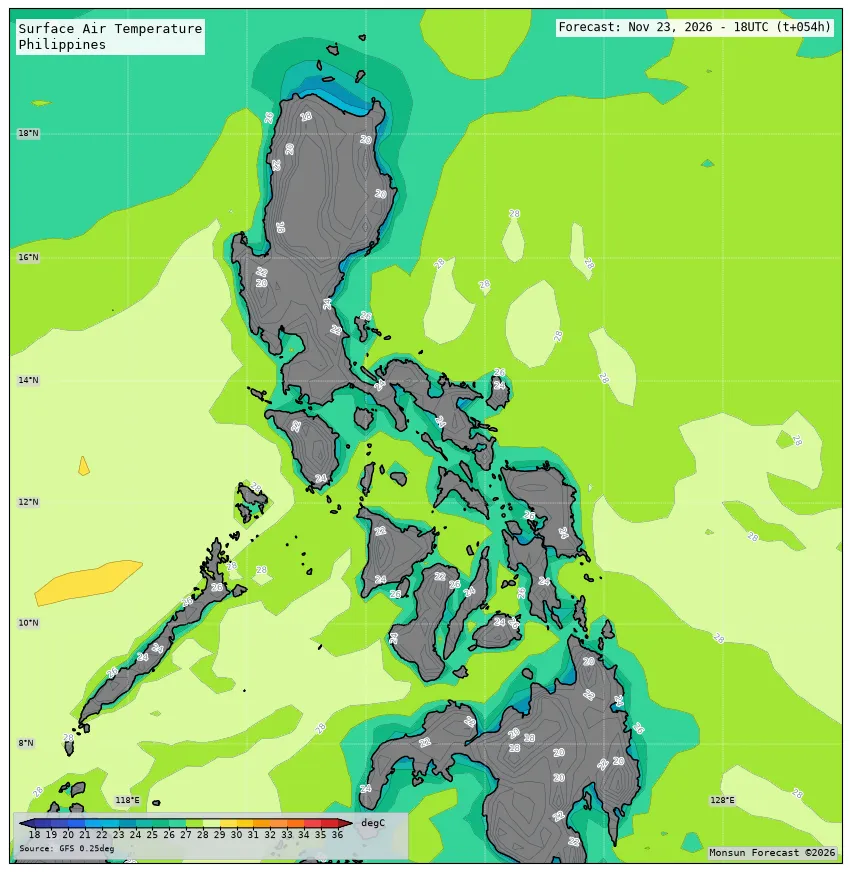 Surface Air Temperature
Philippines
Forecast: Nov 23, 2026 - 18UTC (t+054h)
18°N
16°N
14°N
12°N
10°N
8°N
118°E
128°E
18 19 20 21 22 23 24 25 26 27 28 29 30 31 32 33 34 35 36
degC
Source: GFS 0.25deg
Monsun Forecast ©2026